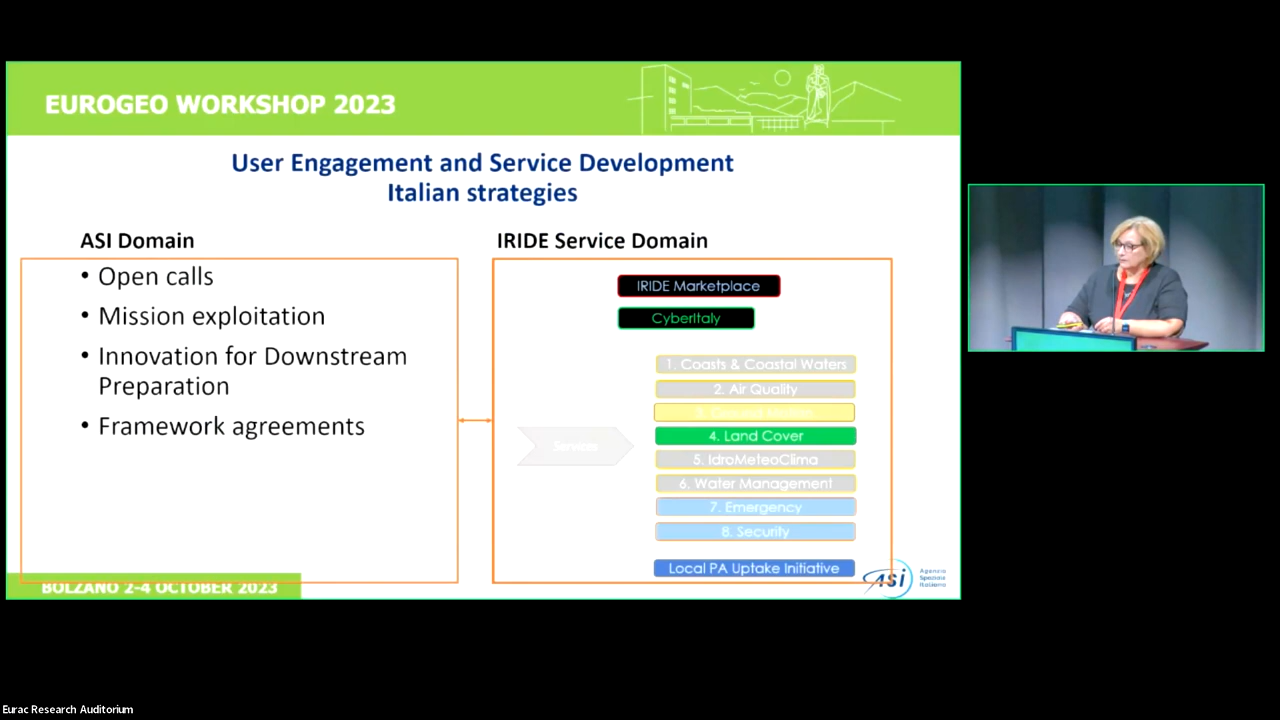 EUROGEO WORKSHOP 2023
User Engagement and Service Development
Italian strategies
ASI Domain
• Open calls
• Mission exploitation
• Innovation for Downstream
Preparation
• Framework agreements
IRIDE Service Domain
IRIDE Marketplace
CyberItaly
Services
1. Coasts & Coastal Waters
2. Air Quality
4. Land Cover
5. IdroMeteoClima
6. Water Management
7. Emergency
8. Security
Local PA Uptake Initiative
BOLZANO 2-4 OCTOBER 2023
ASI
Agenzia
Spaziale
Italiana
Eurac Research Auditorium